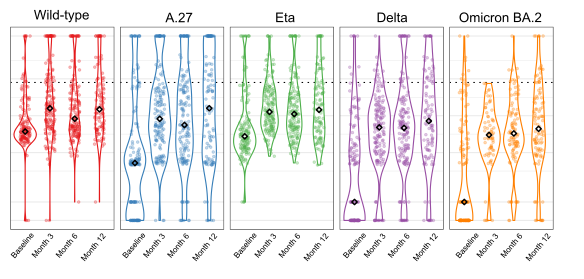 Wild-type
A.27
Eta
Delta
Omicron BA.2
Baseline
Month 3
Month 6
Month 12
Baseline
Month 3
Month 6
Month 12
Baseline
Month 3
Month 6
Month 12
Baseline
Month 3
Month 6
Month 12
Baseline
Month 3
Month 6
Month 12